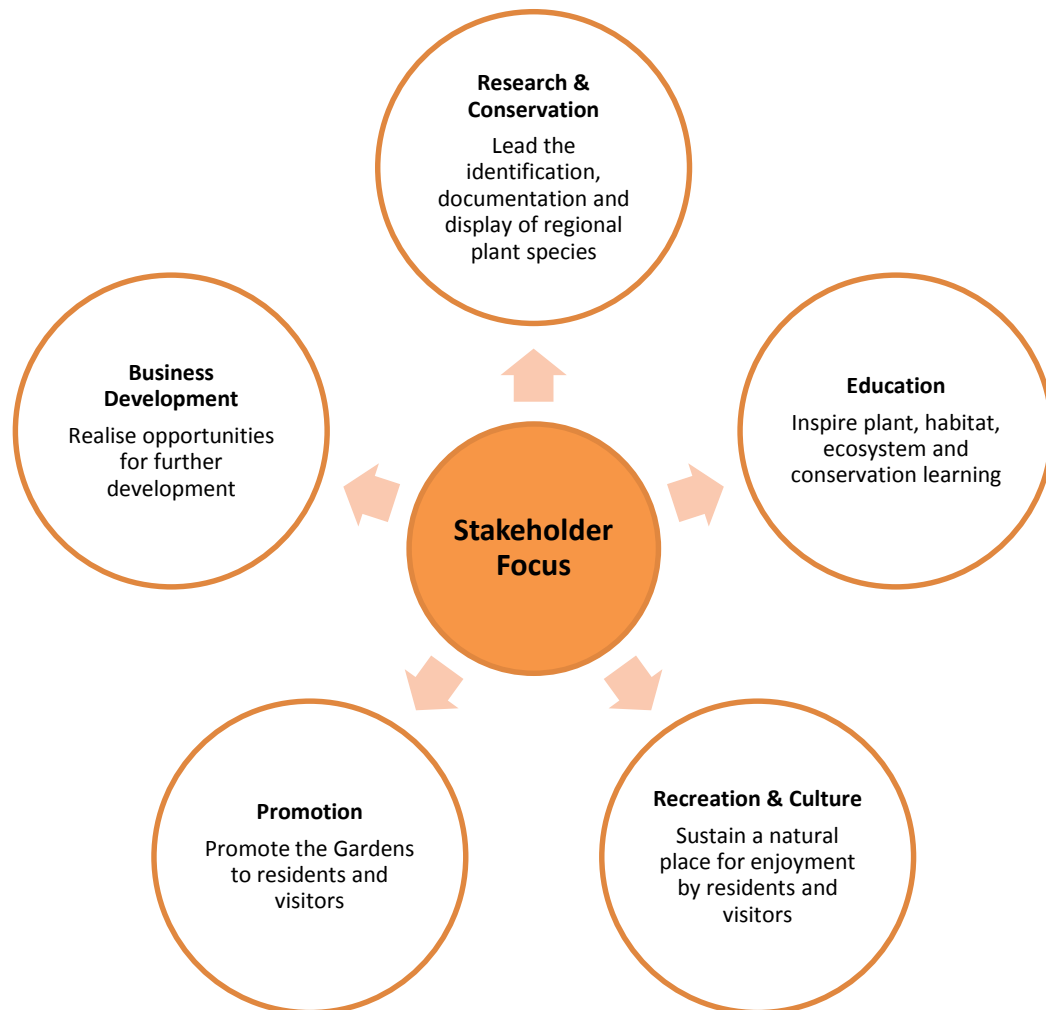 Research &
Conservation
Lead the
identification,
documentation and
display of regional
plant species
Business
Development
Realise opportunities
for further
development
Education
Inspire plant, habitat,
ecosystem and
conservation learning
Stakeholder
Focus
Promotion
Promote the Gardens
to residents and
visitors
Recreation & Culture
Sustain a natural
place for enjoyment
by residents and
visitors